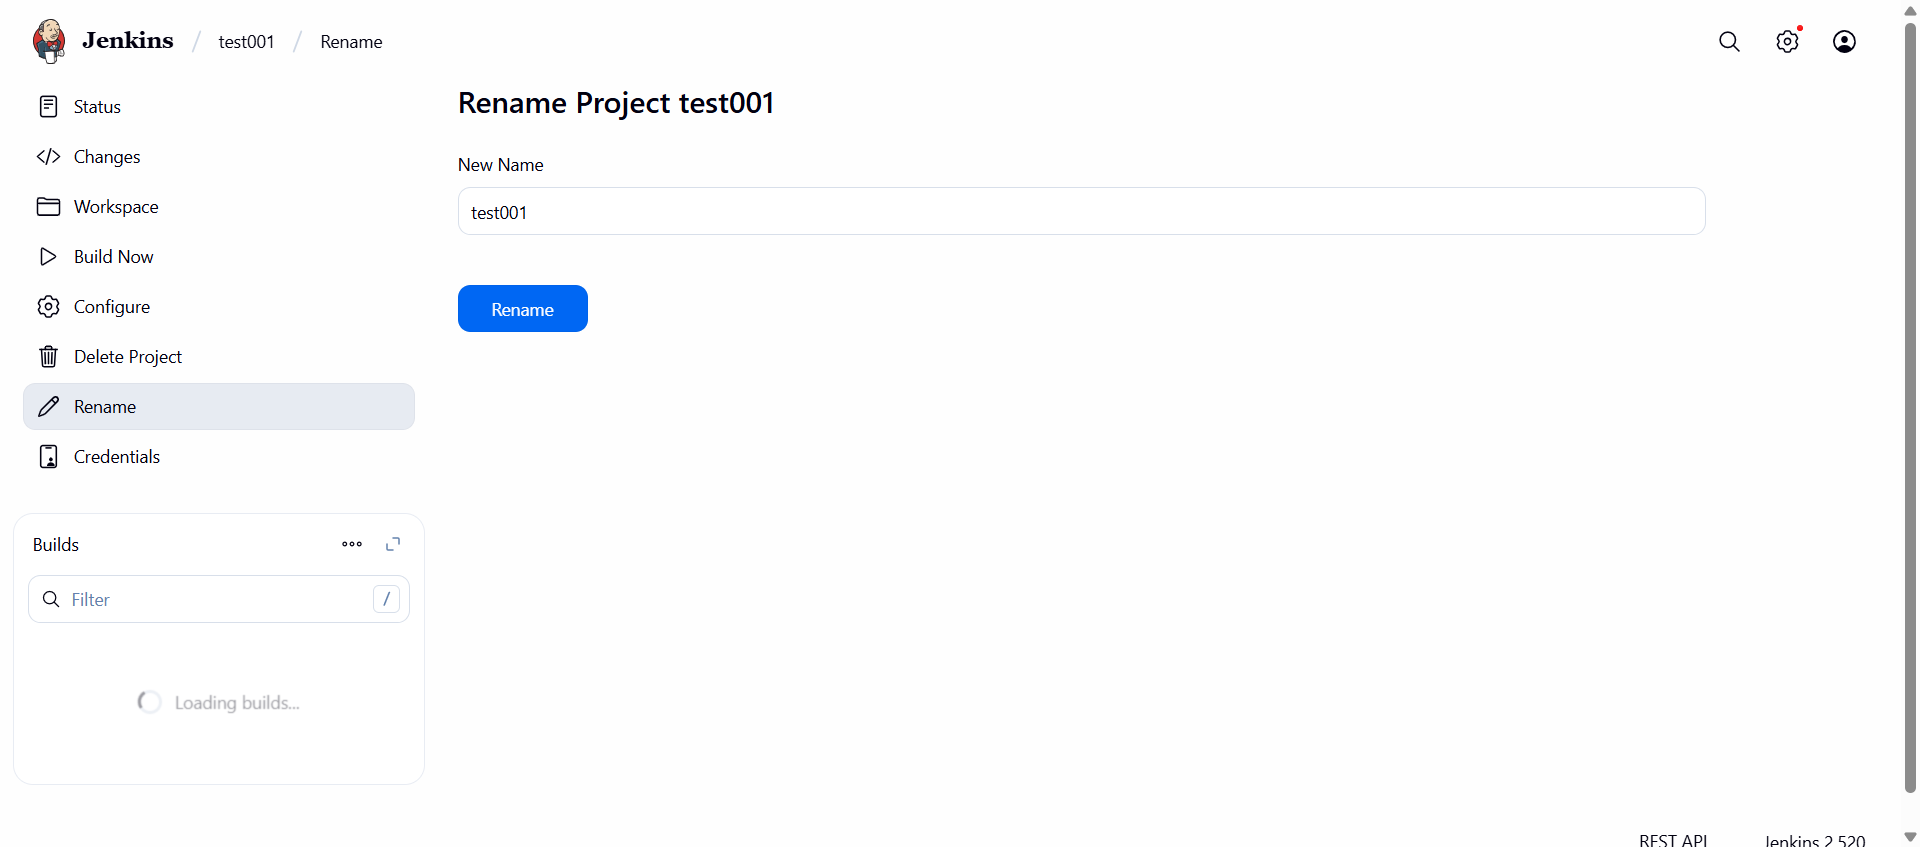 Jenkins / test001 / Rename
Status
Changes
Workspace
Build Now
Configure
Delete Project
Rename
Credentials
Builds
Filter /
Loading builds...
Rename Project test001
New Name
test001
Rename
REST API Jenkins 2.520